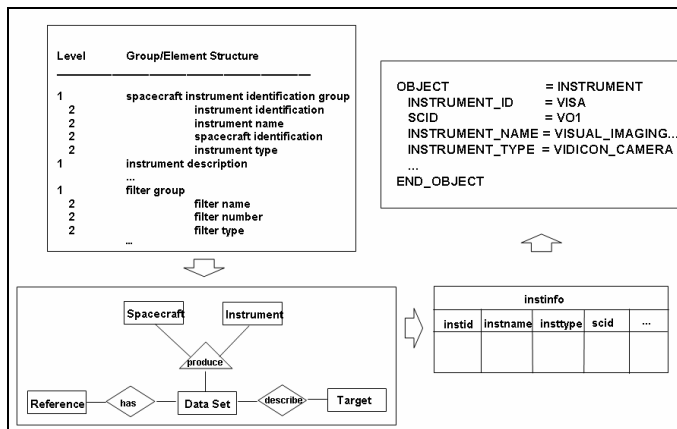 Level Group/Element Structure
1 spacecraft instrument identification group
2 instrument identification
2 instrument name
2 spacecraft identification
2 instrument type
1 instrument description
...
1 filter group
2 filter name
2 filter number
2 filter type
...
OBJECT = INSTRUMENT
INSTRUMENT_ID = VISA
SCID = VO1
INSTRUMENT_NAME = VISUAL_IMAGING...
INSTRUMENT_TYPE = VIDICON_CAMERA
...
END_OBJECT
Spacecraft Instrument
produce
Reference has Data Set describe Target
instinfo
instid instname insttype scid ...